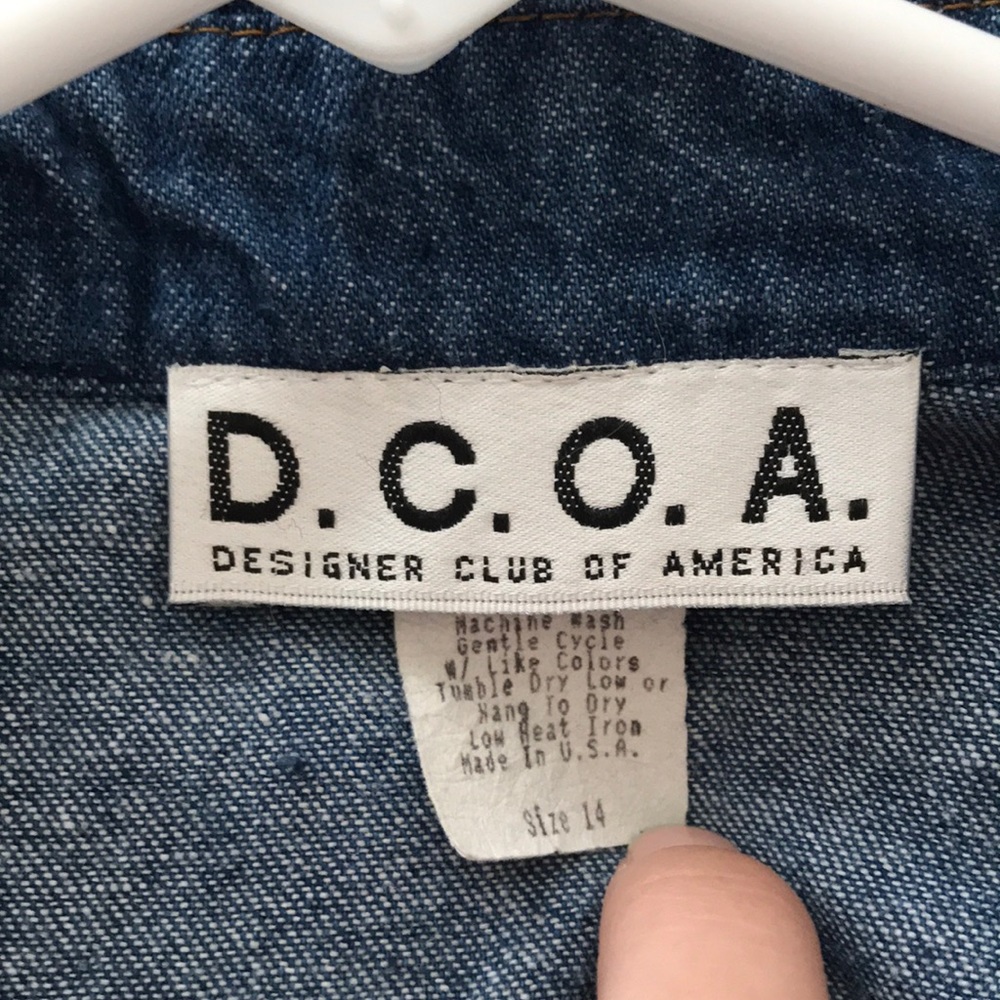 D.C.O.A.
DESIGNER CLUB OF AMERICA
Machine Wash
Gentle Cycle
W/ Like Colors
Tumble Dry Low or
Hang To Dry
Low Heat Iron
Made In U.S.A.
Size 14